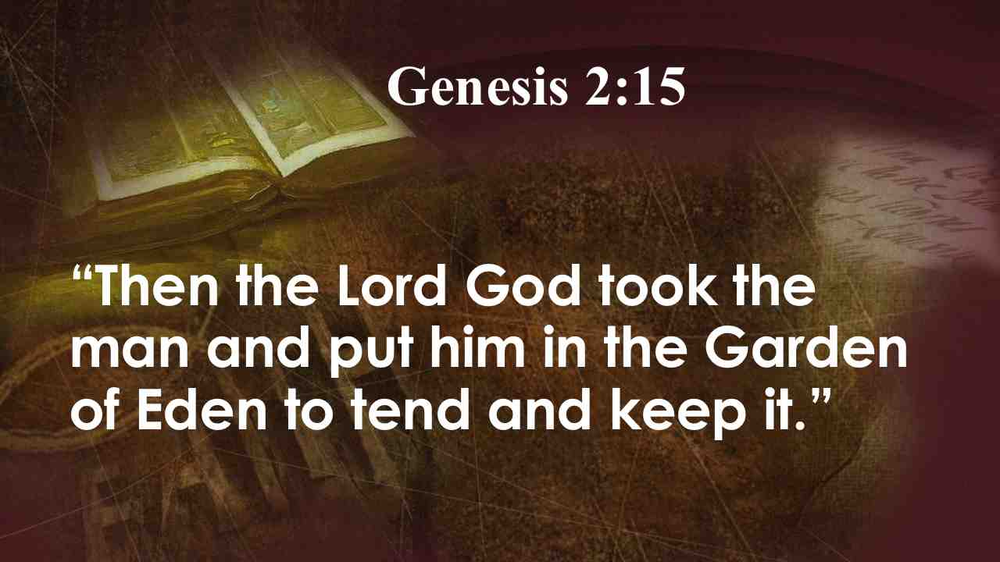 Genesis 2:15
“Then the Lord God took the
man and put him in the Garden
of Eden to tend and keep it.”